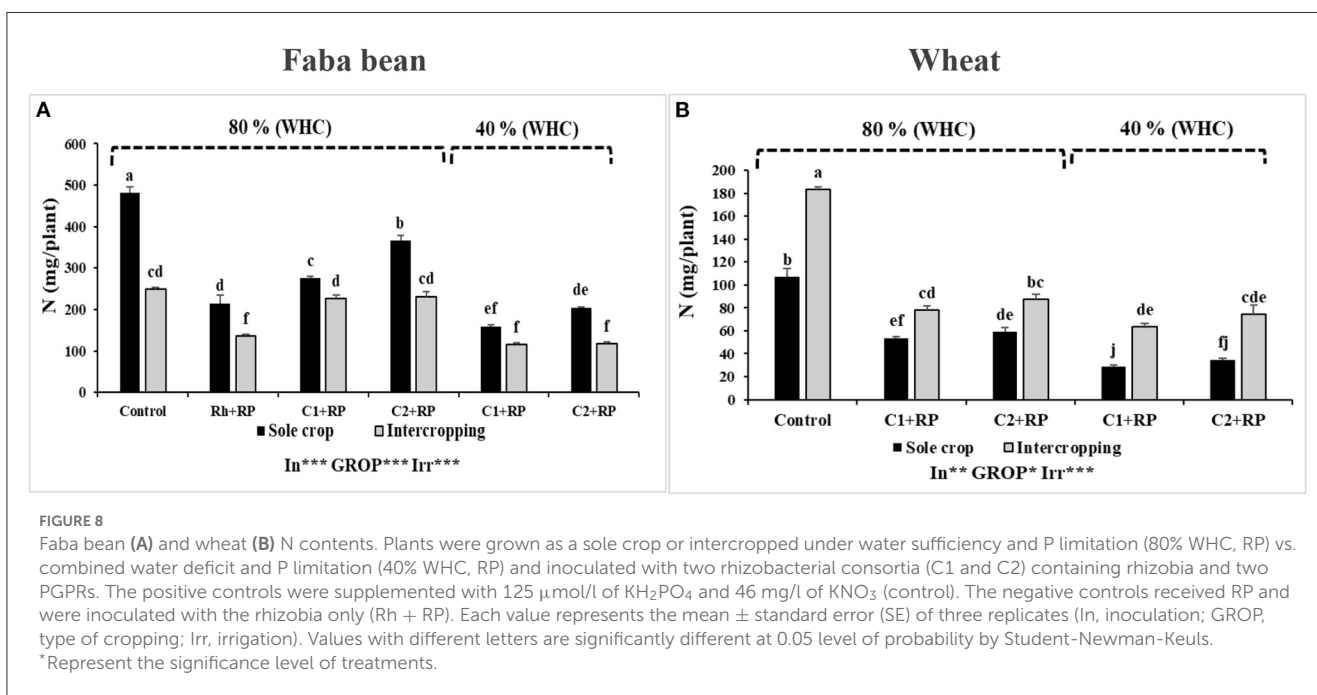 Faba bean
Wheat
A
80 % (WHC)
40 % (WHC)
N (mg/plant)
600
500
400
300
200
100
0
a
cd
d
f
c
d
b
cd
ef
f
de
f
Control
Rh+RP
C1+RP
C2+RP
C1+RP
C2+RP
Sole crop
Intercropping
In*** GROP*** Irr***
B
80 % (WHC)
40 % (WHC)
N (mg/plant)
200
180
160
140
120
100
80
60
40
20
0
b
a
ef
cd
de
bc
j
de
fj
cde
Control
C1+RP
C2+RP
C1+RP
C2+RP
Sole crop
Intercropping
In** GROP* Irr***
FIGURE 8
Faba bean (A) and wheat (B) N contents. Plants were grown as a sole crop or intercropped under water sufficiency and P limitation (80% WHC, RP) vs.
combined water deficit and P limitation (40% WHC, RP) and inoculated with two rhizobacterial consortia (C1 and C2) containing rhizobia and two
PGPRs. The positive controls were supplemented with 125 μmol/l of KH₂PO₄ and 46 mg/l of KNO₃ (control). The negative controls received RP and
were inoculated with the rhizobia only (Rh + RP). Each value represents the mean ± standard error (SE) of three replicates (In, inoculation; GROP,
type of cropping; Irr, irrigation). Values with different letters are significantly different at 0.05 level of probability by Student-Newman-Keuls.
*Represent the significance level of treatments.